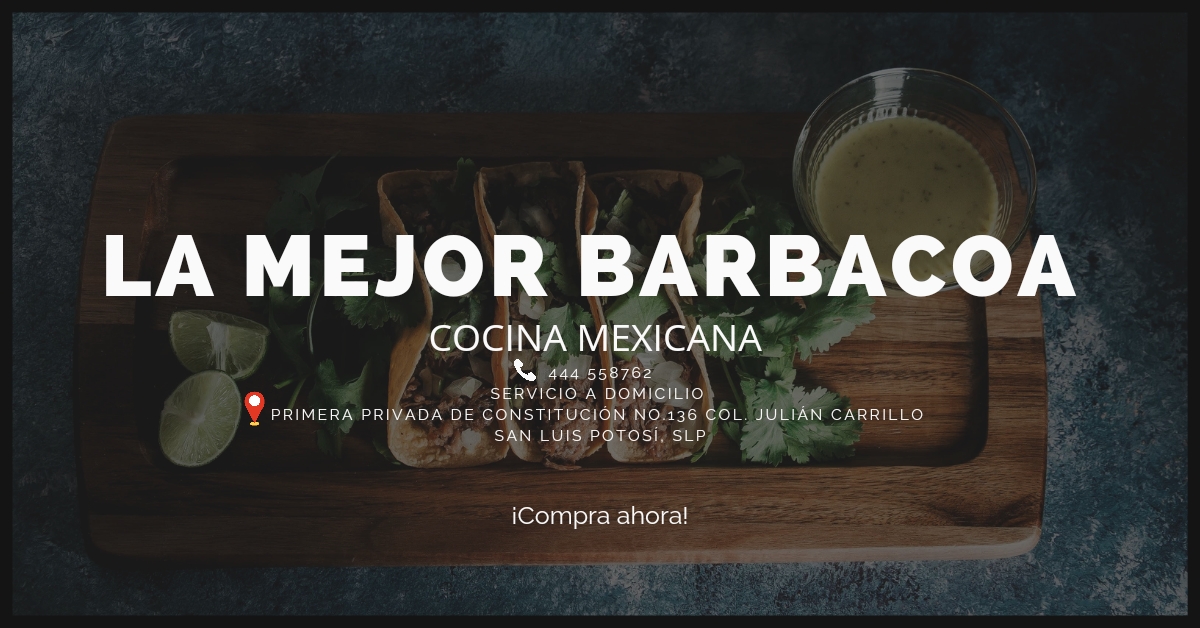 LA MEJOR BARBACOA
COCINA MEXICANA
📞 444 558762
SERVICIO A DOMICILIO
📍PRIMERA PRIVADA DE CONSTITUCIÓN NO.136 COL. JULIÁN CARRILLO
SAN LUIS POTOSÍ, SLP
¡Compra ahora!